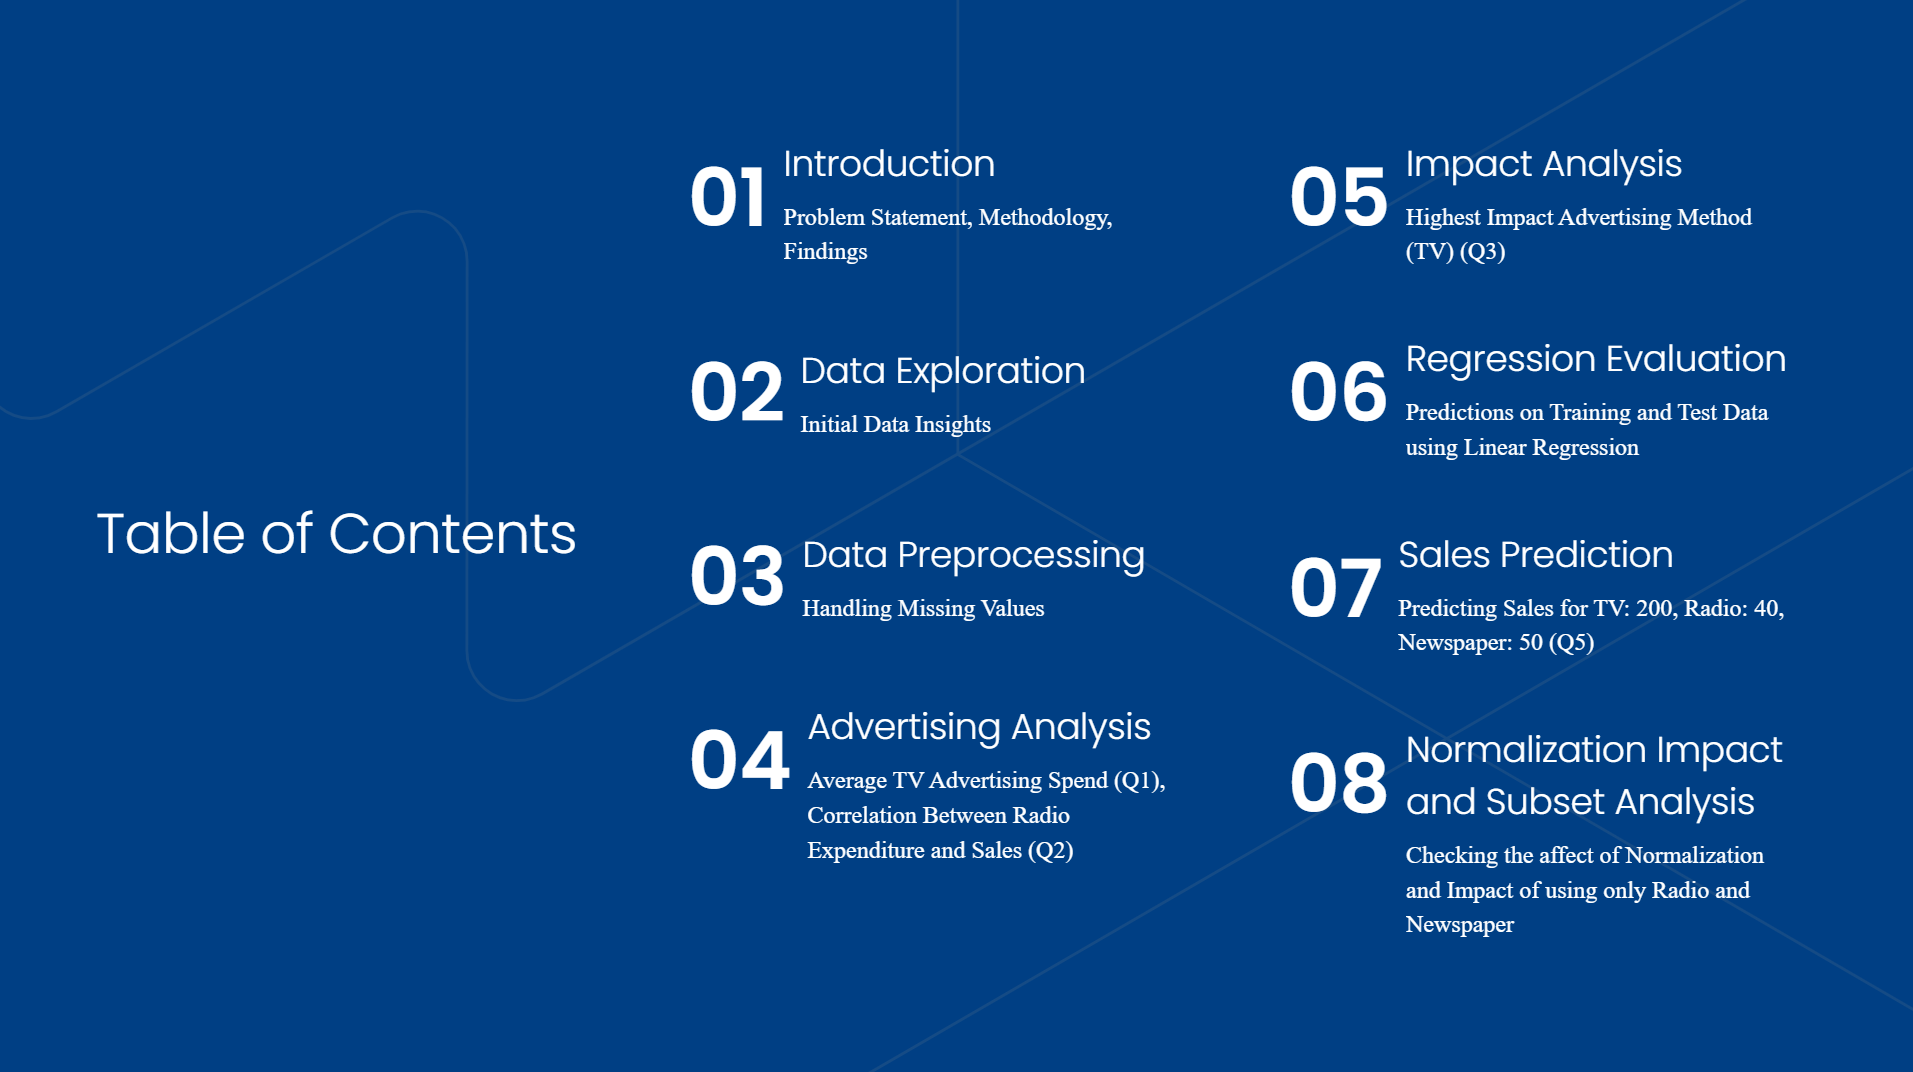 Table of Contents
01
Introduction
Problem Statement, Methodology,
Findings
02
Data Exploration
Initial Data Insights
03
Data Preprocessing
Handling Missing Values
04
Advertising Analysis
Average TV Advertising Spend (Q1),
Correlation Between Radio
Expenditure and Sales (Q2)
05
Impact Analysis
Highest Impact Advertising Method
(TV) (Q3)
06
Regression Evaluation
Predictions on Training and Test Data
using Linear Regression
07
Sales Prediction
Predicting Sales for TV: 200, Radio: 40,
Newspaper: 50 (Q5)
08
Normalization Impact
and Subset Analysis
Checking the affect of Normalization
and Impact of using only Radio and
Newspaper